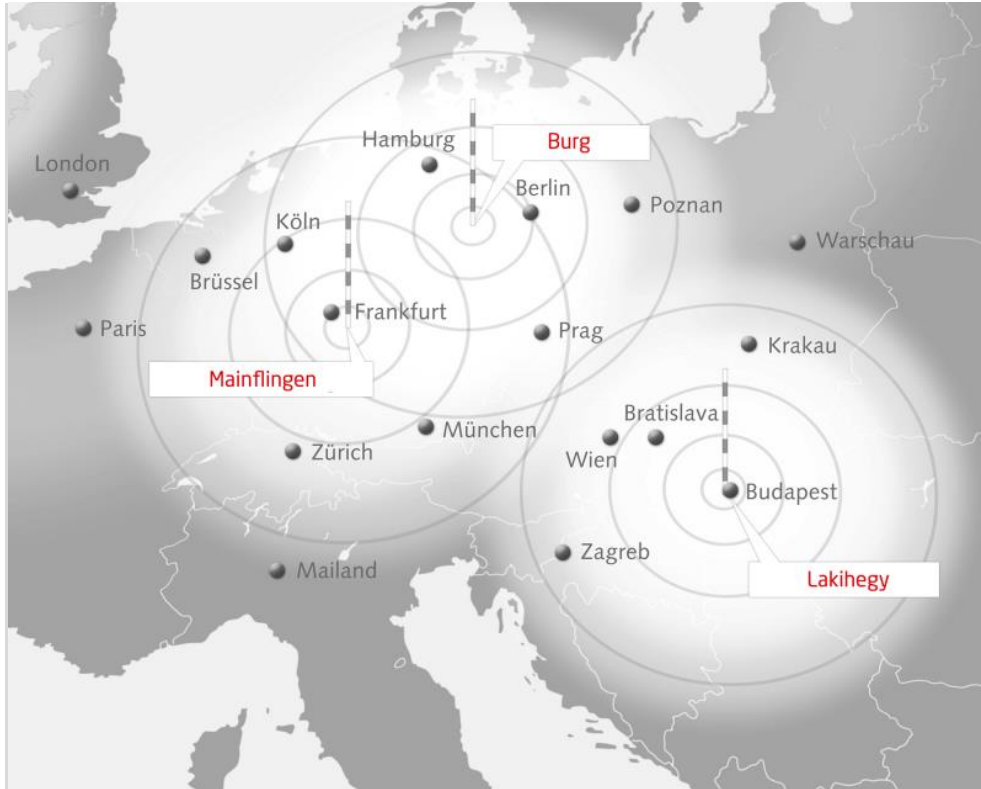 Hamburg
Burg
London
Berlin
Poznan
Köln
Warschau
Brüssel
Frankfurt
Paris
Prag
Krakau
Mainflingen
Bratislava
München
Zürich
Wien
Budapest
Zagreb
Mailand
Lakihegy